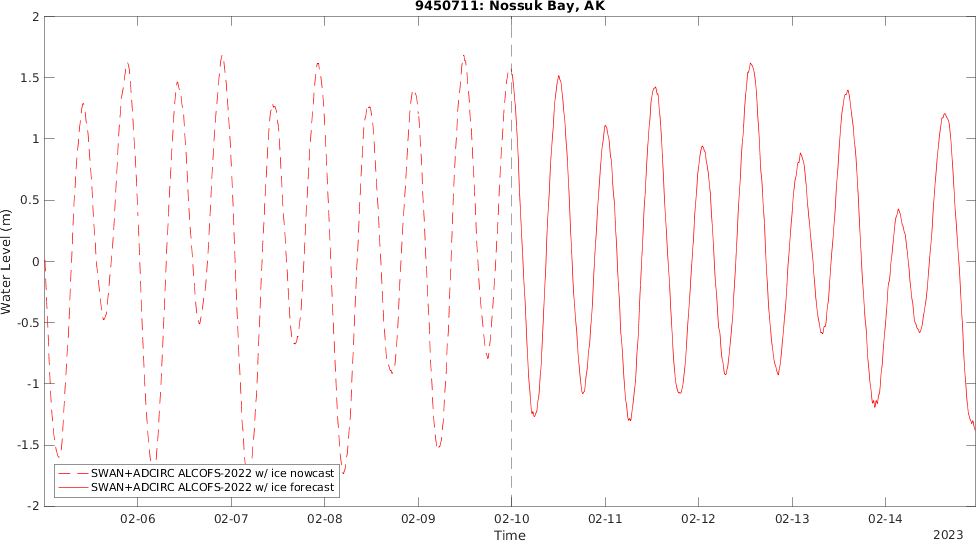 9450711: Nossuk Bay, AK
2
1.5
1
0.5
0
-0.5
-1
-1.5
-2
Water Level (m)
SWAN+ADCIRC ALCOFS-2022 w/ ice nowcast
SWAN+ADCIRC ALCOFS-2022 w/ ice forecast
02-06 02-07 02-08 02-09 02-10 02-11 02-12 02-13 02-14
Time
2023